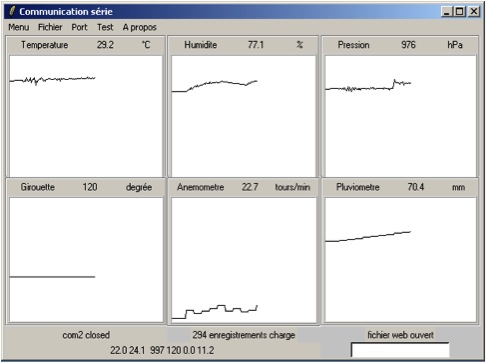 Communication série
Menu Fichier Port Test A propos
Temperature 29.2 °C Humidite 77.1 % Pression 976 hPa
Girouette 120 degrée Anemometre 22.7 tours/min Pluviometre 70.4 mm
com2 closed 294 enregistrements charge fichier web ouvert
22.0 24.1 997 120 0.0 11.2